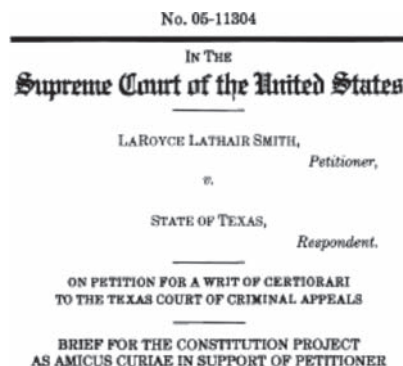 No. 05-11304
IN THE
Supreme Court of the United States
LAROYCE LATHAIR SMITH,
Petitioner,
v.
STATE OF TEXAS,
Respondent.
ON PETITION FOR A WRIT OF CERTIORARI
TO THE TEXAS COURT OF CRIMINAL APPEALS
BRIEF FOR THE CONSTITUTION PROJECT
AS AMICUS CURIAE IN SUPPORT OF PETITIONER